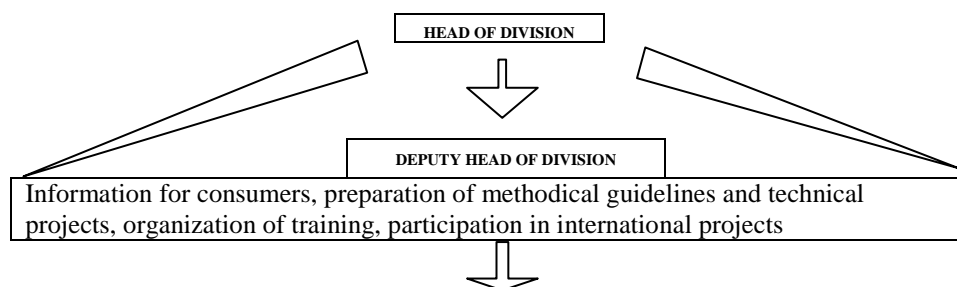 HEAD OF DIVISION
DEPUTY HEAD OF DIVISION
Information for consumers, preparation of methodical guidelines and technical
projects, organization of training, participation in international projects